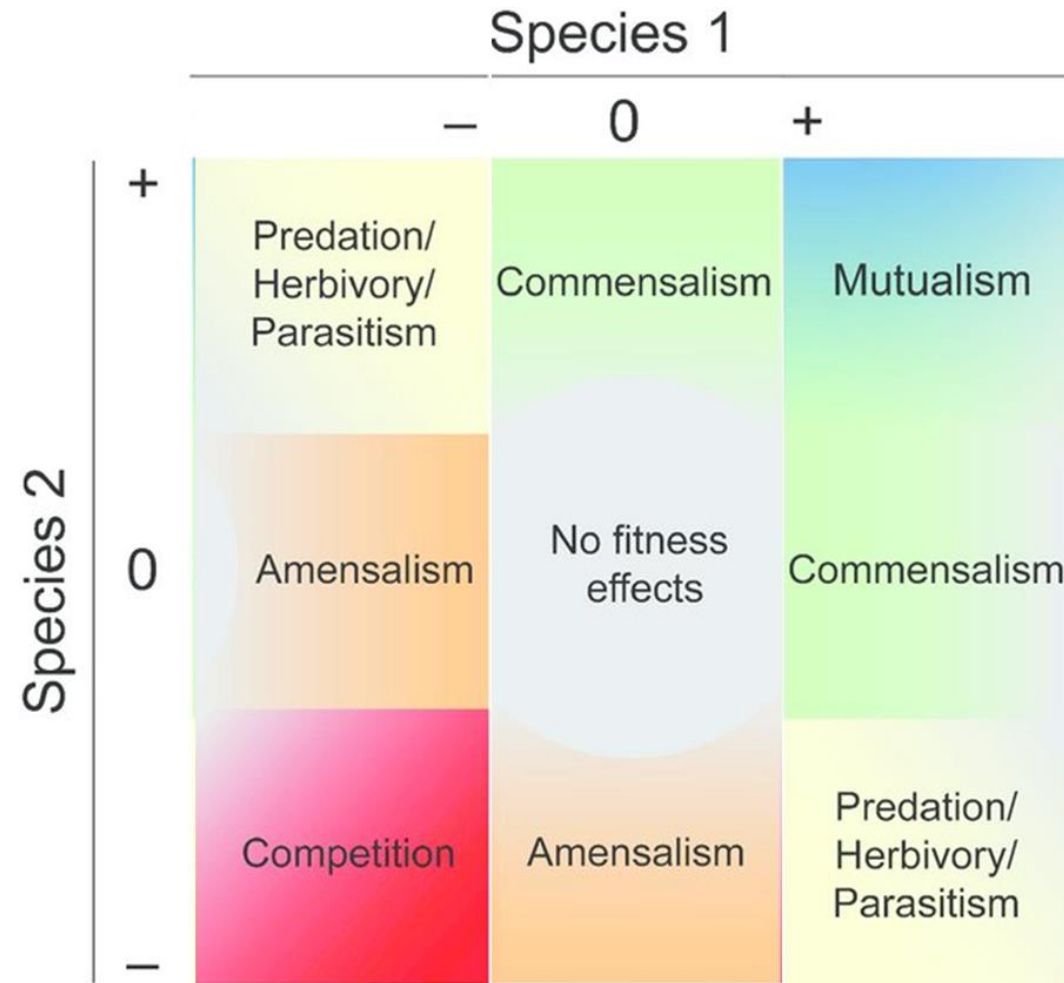 Species 1
– 0 +
+
Predation/
Herbivory/
Parasitism
Commensalism
Mutualism
Species 2
0
Amensalism
No fitness
effects
Commensalism
Competition
Amensalism
Predation/
Herbivory/
Parasitism
–